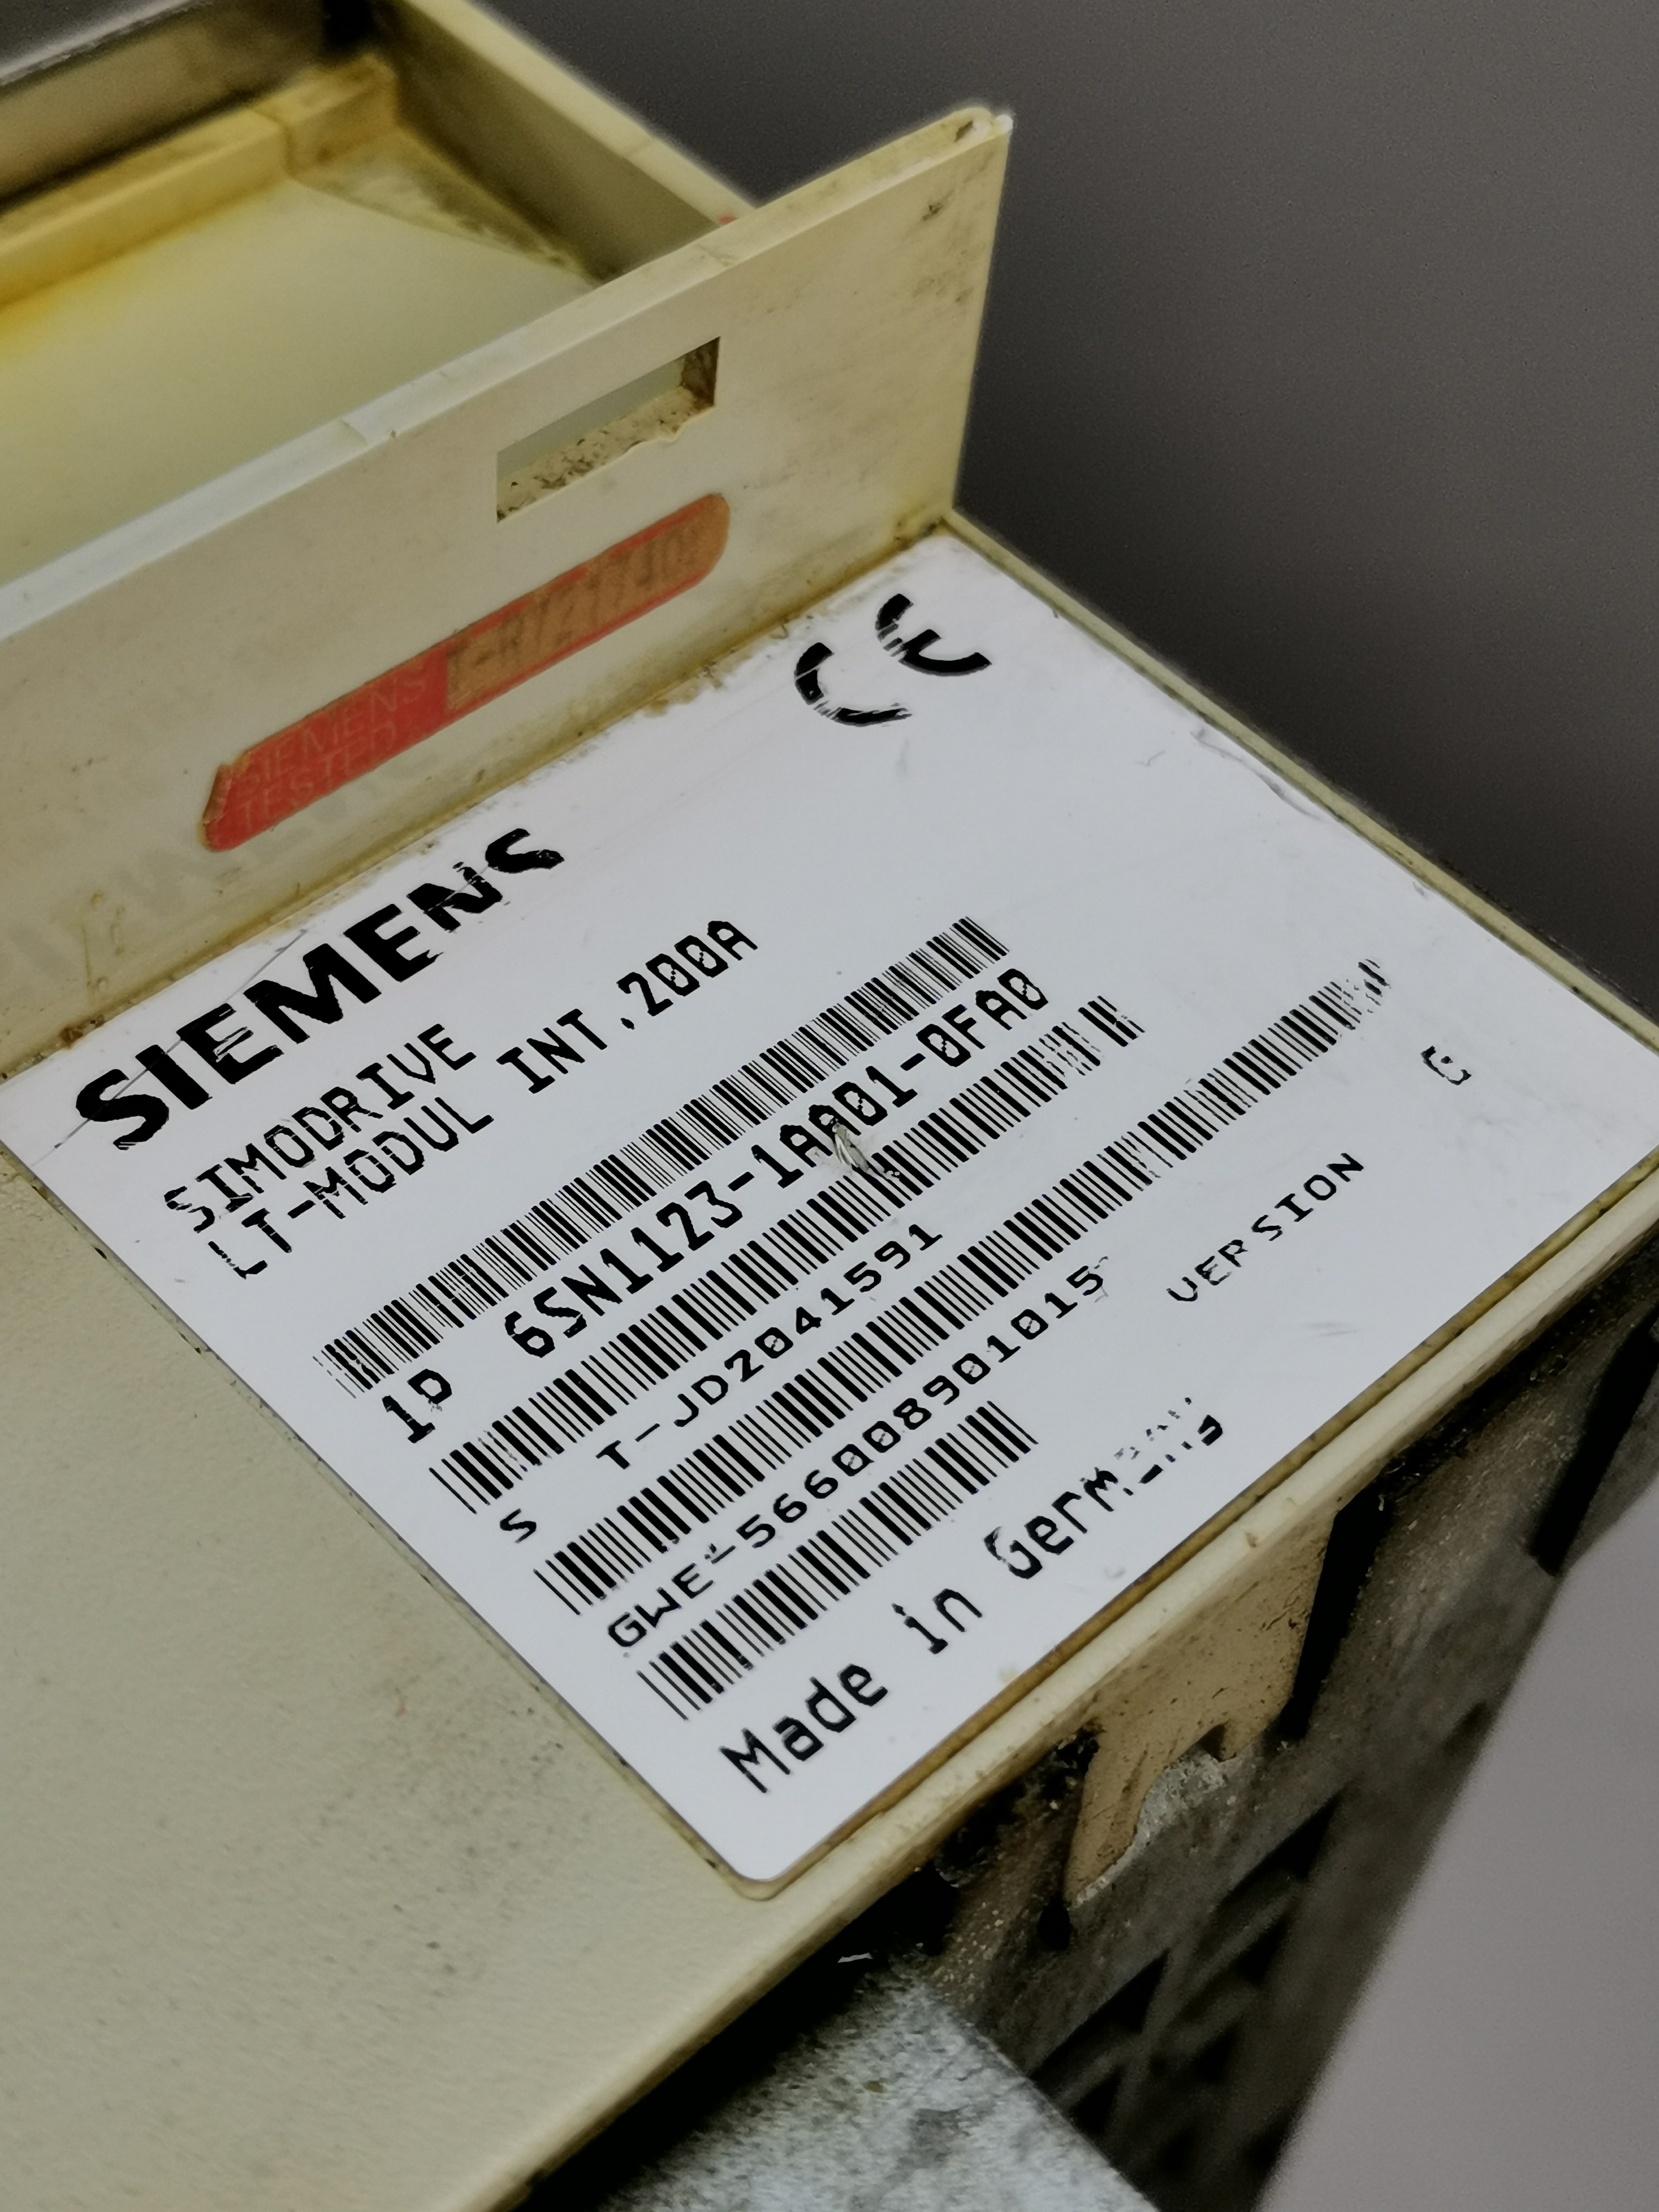 SIEMENS
TESTED
CE
SIEMENS
SIMODRIVE
LT-MODUL INT.200A
1P 6SN1123-1AA01-0FA0
S T-JD2041591
GWE-566008901015
VERSION G
Made in Germany